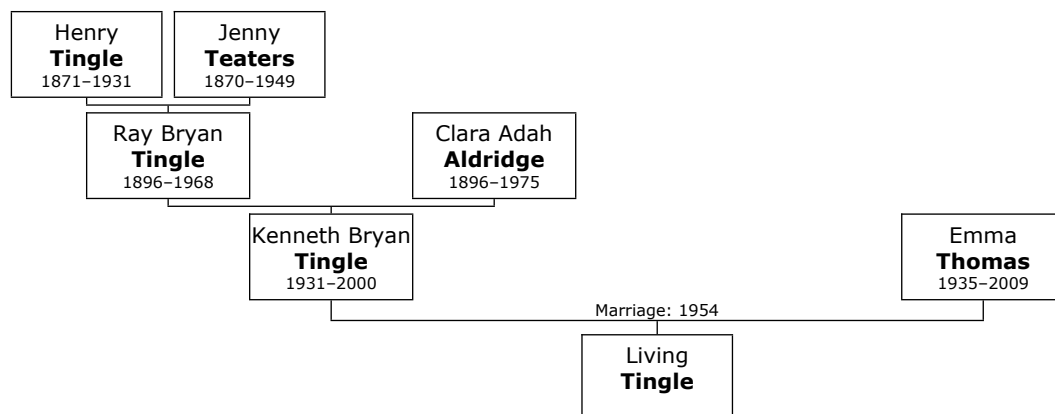 Henry
Tingle
1871–1931
Jenny
Teaters
1870–1949
Ray Bryan
Tingle
1896–1968
Clara Adah
Aldridge
1896–1975
Kenneth Bryan
Tingle
1931–2000
Emma
Thomas
1935–2009
Marriage: 1954
Living
Tingle